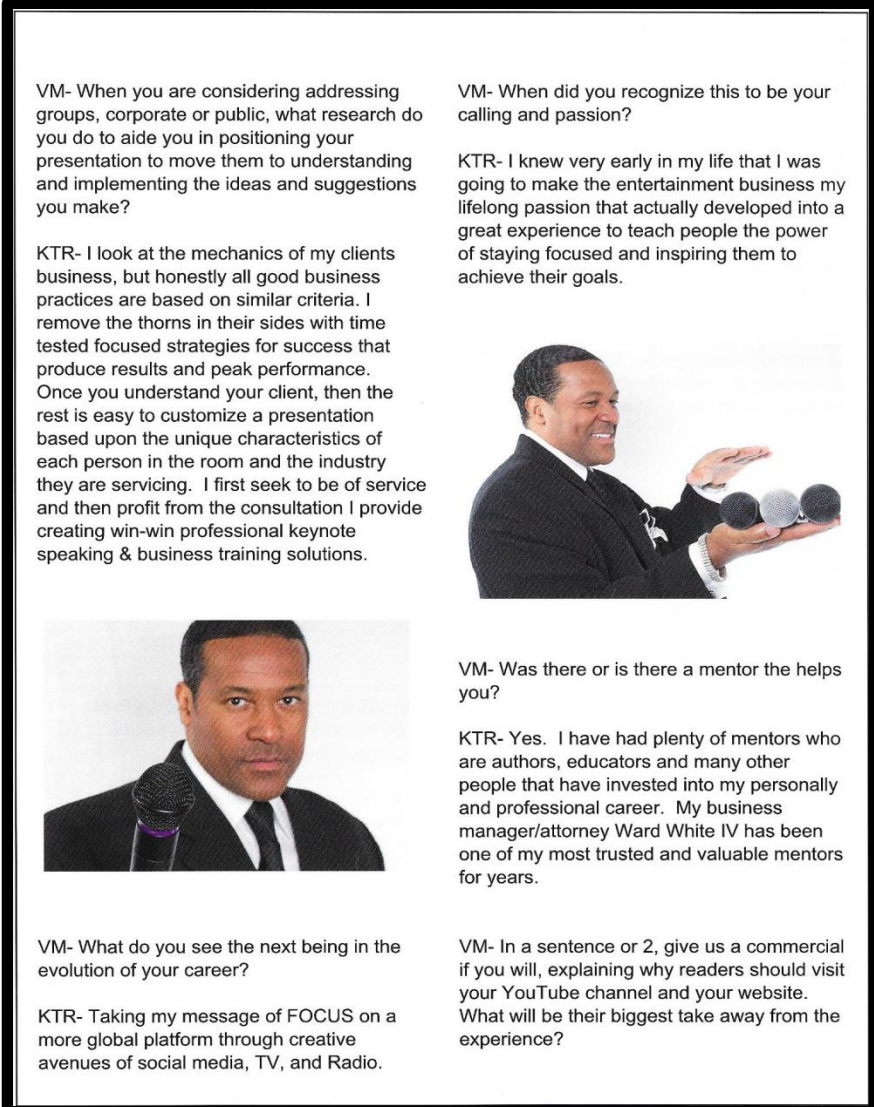 VM- When you are considering addressing
groups, corporate or public, what research do
you do to aide you in positioning your
presentation to move them to understanding
and implementing the ideas and suggestions
you make?
KTR- I look at the mechanics of my clients
business, but honestly all good business
practices are based on similar criteria. I
remove the thorns in their sides with time
tested focused strategies for success that
produce results and peak performance.
Once you understand your client, then the
rest is easy to customize a presentation
based upon the unique characteristics of
each person in the room and the industry
they are servicing.  I first seek to be of service
and then profit from the consultation I provide
creating win-win professional keynote
speaking & business training solutions.
VM- What do you see the next being in the
evolution of your career?
KTR- Taking my message of FOCUS on a
more global platform through creative
avenues of social media, TV, and Radio.
VM- When did you recognize this to be your
calling and passion?
KTR- I knew very early in my life that I was
going to make the entertainment business my
lifelong passion that actually developed into a
great experience to teach people the power
of staying focused and inspiring them to
achieve their goals.
VM- Was there or is there a mentor the helps
you?
KTR- Yes.  I have had plenty of mentors who
are authors, educators and many other
people that have invested into my personally
and professional career.  My business
manager/attorney Ward White IV has been
one of my most trusted and valuable mentors
for years.
VM- In a sentence or 2, give us a commercial
if you will, explaining why readers should visit
your YouTube channel and your website.
What will be their biggest take away from the
experience?